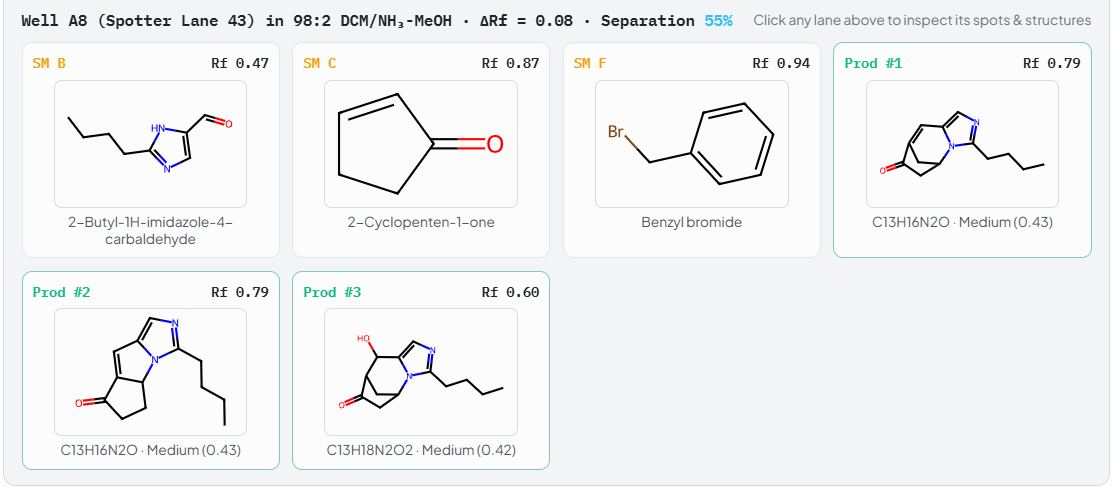 Well A8 (Spotter Lane 43) in 98:2 DCM/NH₃-MeOH · ΔRf = 0.08 · Separation 55% Click any lane above to inspect its spots & structures
SM B Rf 0.47
HN
N
O
2-Butyl-1H-imidazole-4-
carbaldehyde
SM C Rf 0.87
O
2-Cyclopenten-1-one
SM F Rf 0.94
Br
Benzyl bromide
Prod #1 Rf 0.79
N
N
O
C13H16N2O · Medium (0.43)
Prod #2 Rf 0.79
N
N
O
C13H16N2O · Medium (0.43)
Prod #3 Rf 0.60
HO
N
N
O
C13H18N2O2 · Medium (0.42)